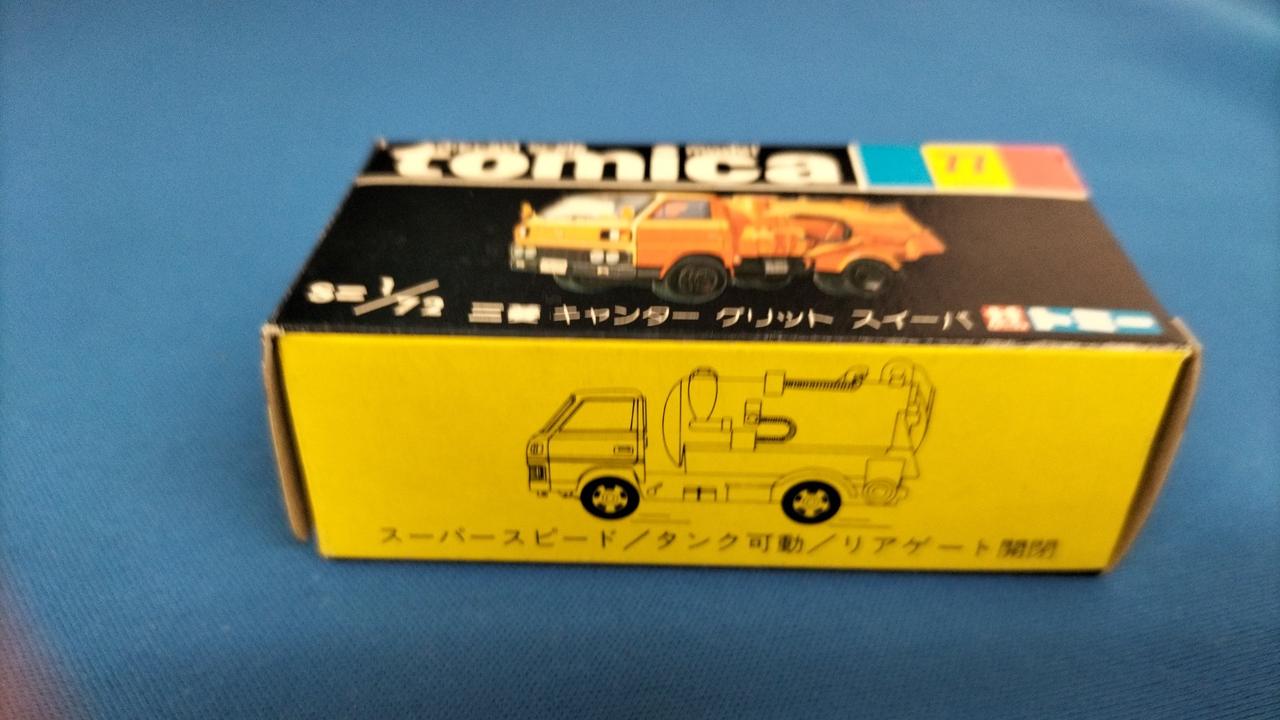 tomica 77
S=1/72 三菱 キャンター グリット スイーパ トミー
スーパースピード/タンク可動/リアゲート開閉